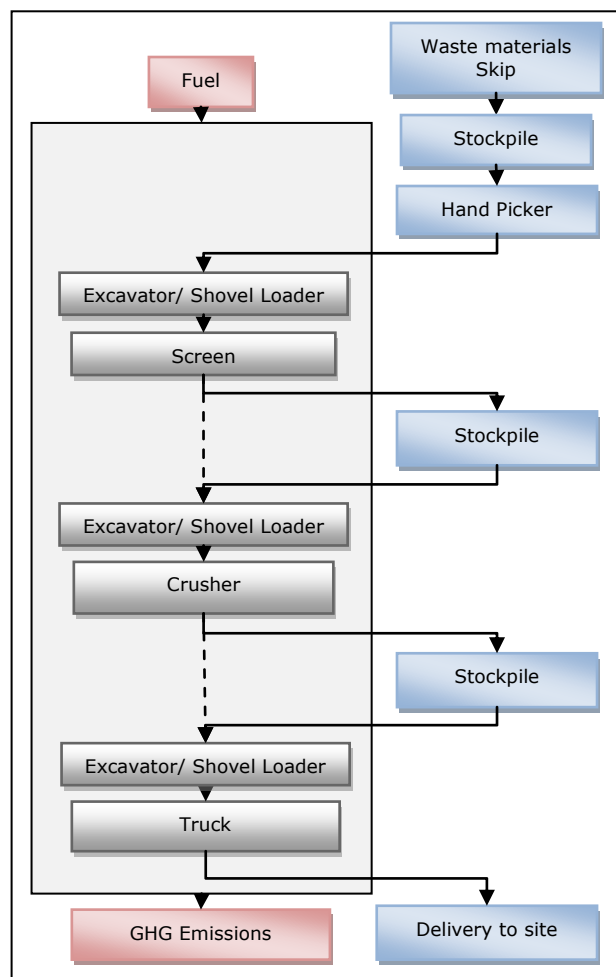 Waste materials
Skip
Fuel
Stockpile
Hand Picker
Excavator/ Shovel Loader
Screen
Stockpile
Excavator/ Shovel Loader
Crusher
Stockpile
Excavator/ Shovel Loader
Truck
GHG Emissions
Delivery to site